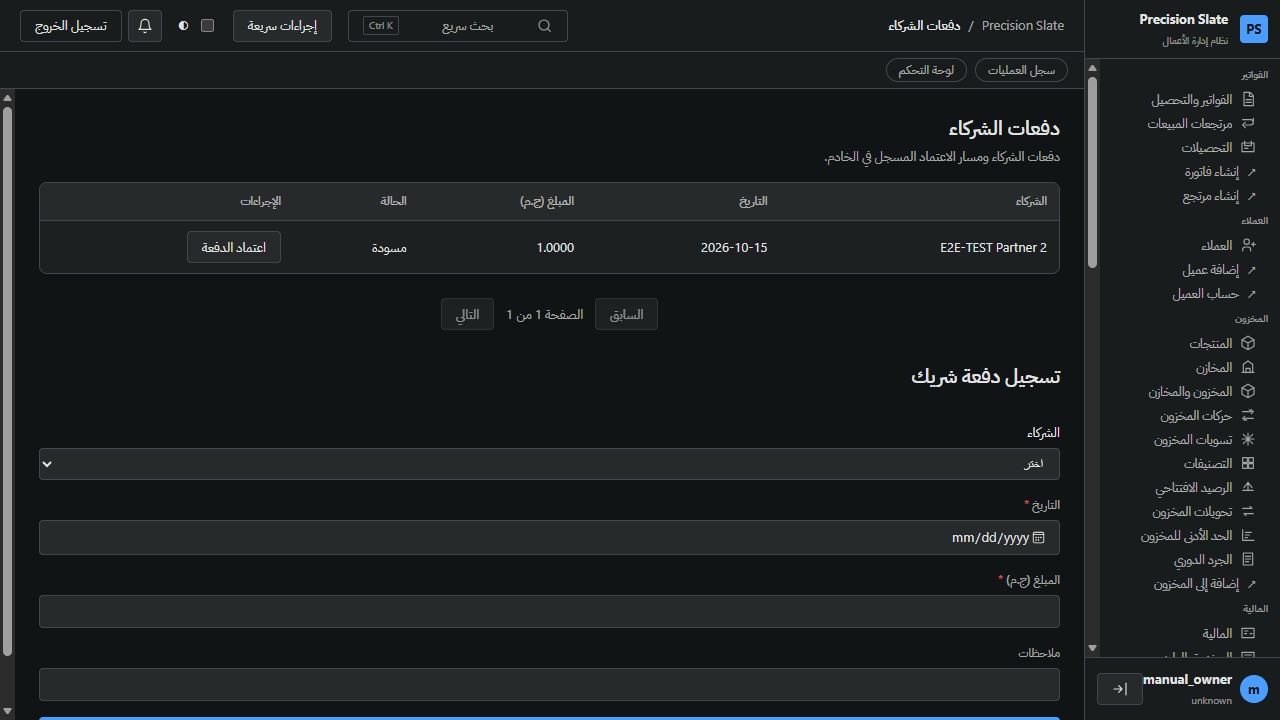 Precision Slate
نظام إدارة الأعمال
PS
الفواتير
الفواتير والتحصيل
مرتجعات المبيعات
التحصيلات
إنشاء فاتورة
إنشاء مرتجع
العملاء
العملاء
إضافة عميل
حساب العميل
المخزون
المنتجات
المخازن
المخزون والمخازن
حركات المخزون
تسويات المخزون
التصنيفات
الرصيد الافتتاحي
تحويلات المخزون
الحد الأدنى للمخزون
الجرد الدوري
إضافة إلى المخزون
المالية
المالية
manual_owner
unknown
m
Precision Slate / دفعات الشركاء
بحث سريع
Ctrl K
إجراءات سريعة
تسجيل الخروج
سجل العمليات
لوحة التحكم
دفعات الشركاء
دفعات الشركاء ومسار الاعتماد المسجل في الخادم.
الشركاء التاريخ المبلغ (ج.م) الحالة الإجراءات
E2E-TEST Partner 2 2026-10-15 1.0000 مسودة اعتماد الدفعة
السابق الصفحة 1 من 1 التالي
تسجيل دفعة شريك
الشركاء
اختر
التاريخ *
mm/dd/yyyy
المبلغ (ج.م) *
ملاحظات